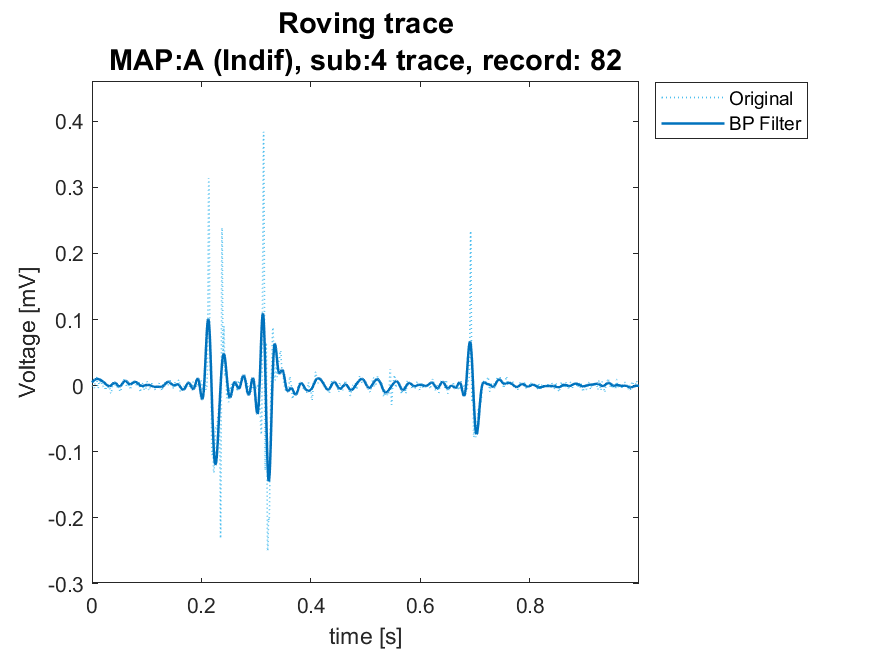 Roving trace
MAP:A (Indif), sub:4 trace, record: 82
Original
BP Filter
0.4
0.3
0.2
0.1
0
-0.1
-0.2
-0.3
Voltage [mV]
0
0.2
0.4
0.6
0.8
time [s]